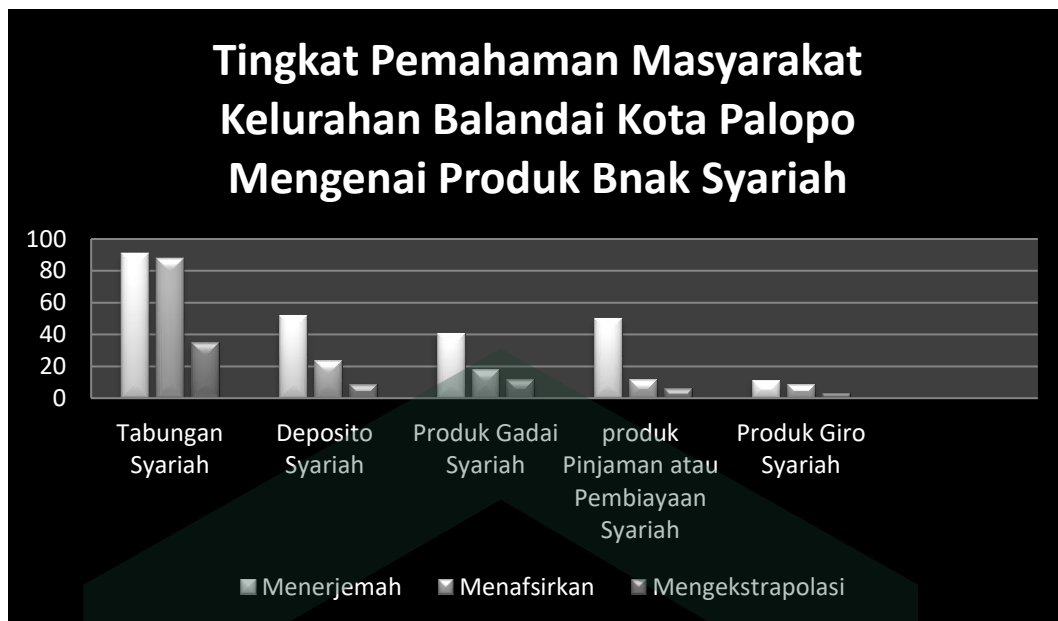 Tingkat Pemahaman Masyarakat
Kelurahan Balandai Kota Palopo
Mengenai Produk Bnak Syariah
100
80
60
40
20
0
Tabungan
Syariah
Deposito
Syariah
Produk Gadai
Syariah
produk
Pinjaman atau
Pembiayaan
Syariah
Produk Giro
Syariah
Menerjemah Menafsirkan Mengekstrapolasi